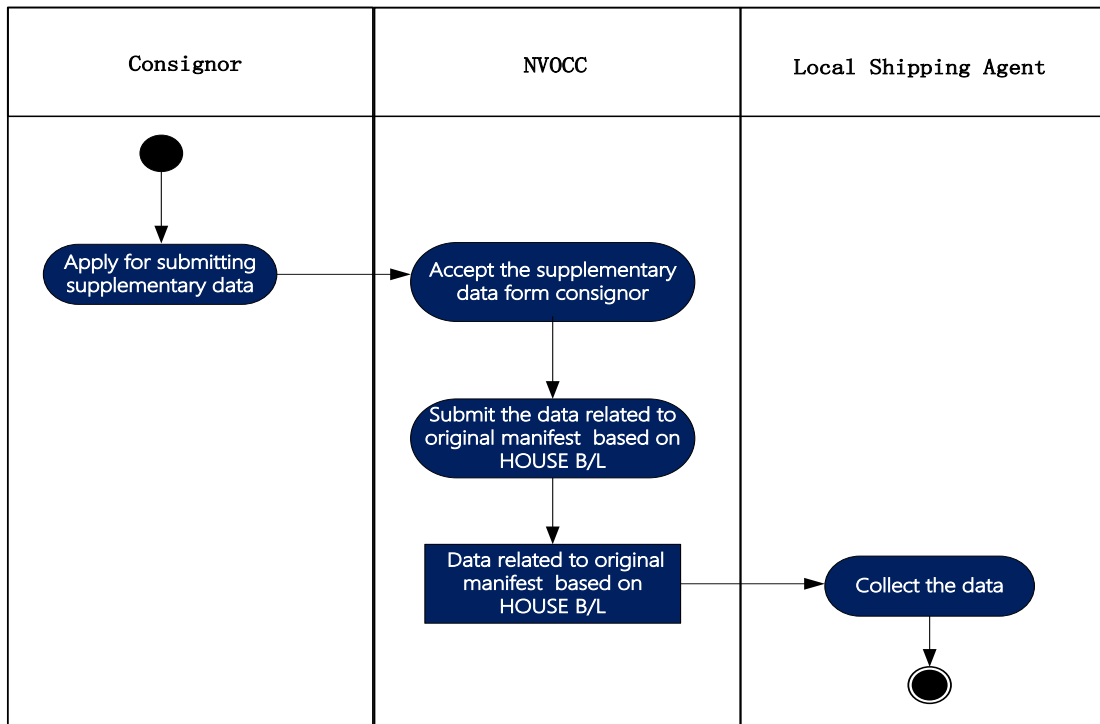 Consignor
NVOCC
Local Shipping Agent
Apply for submitting
supplementary data
Accept the supplementary
data form consignor
Submit the data related to
original manifest based on
HOUSE B/L
Data related to original
manifest based on
HOUSE B/L
Collect the data